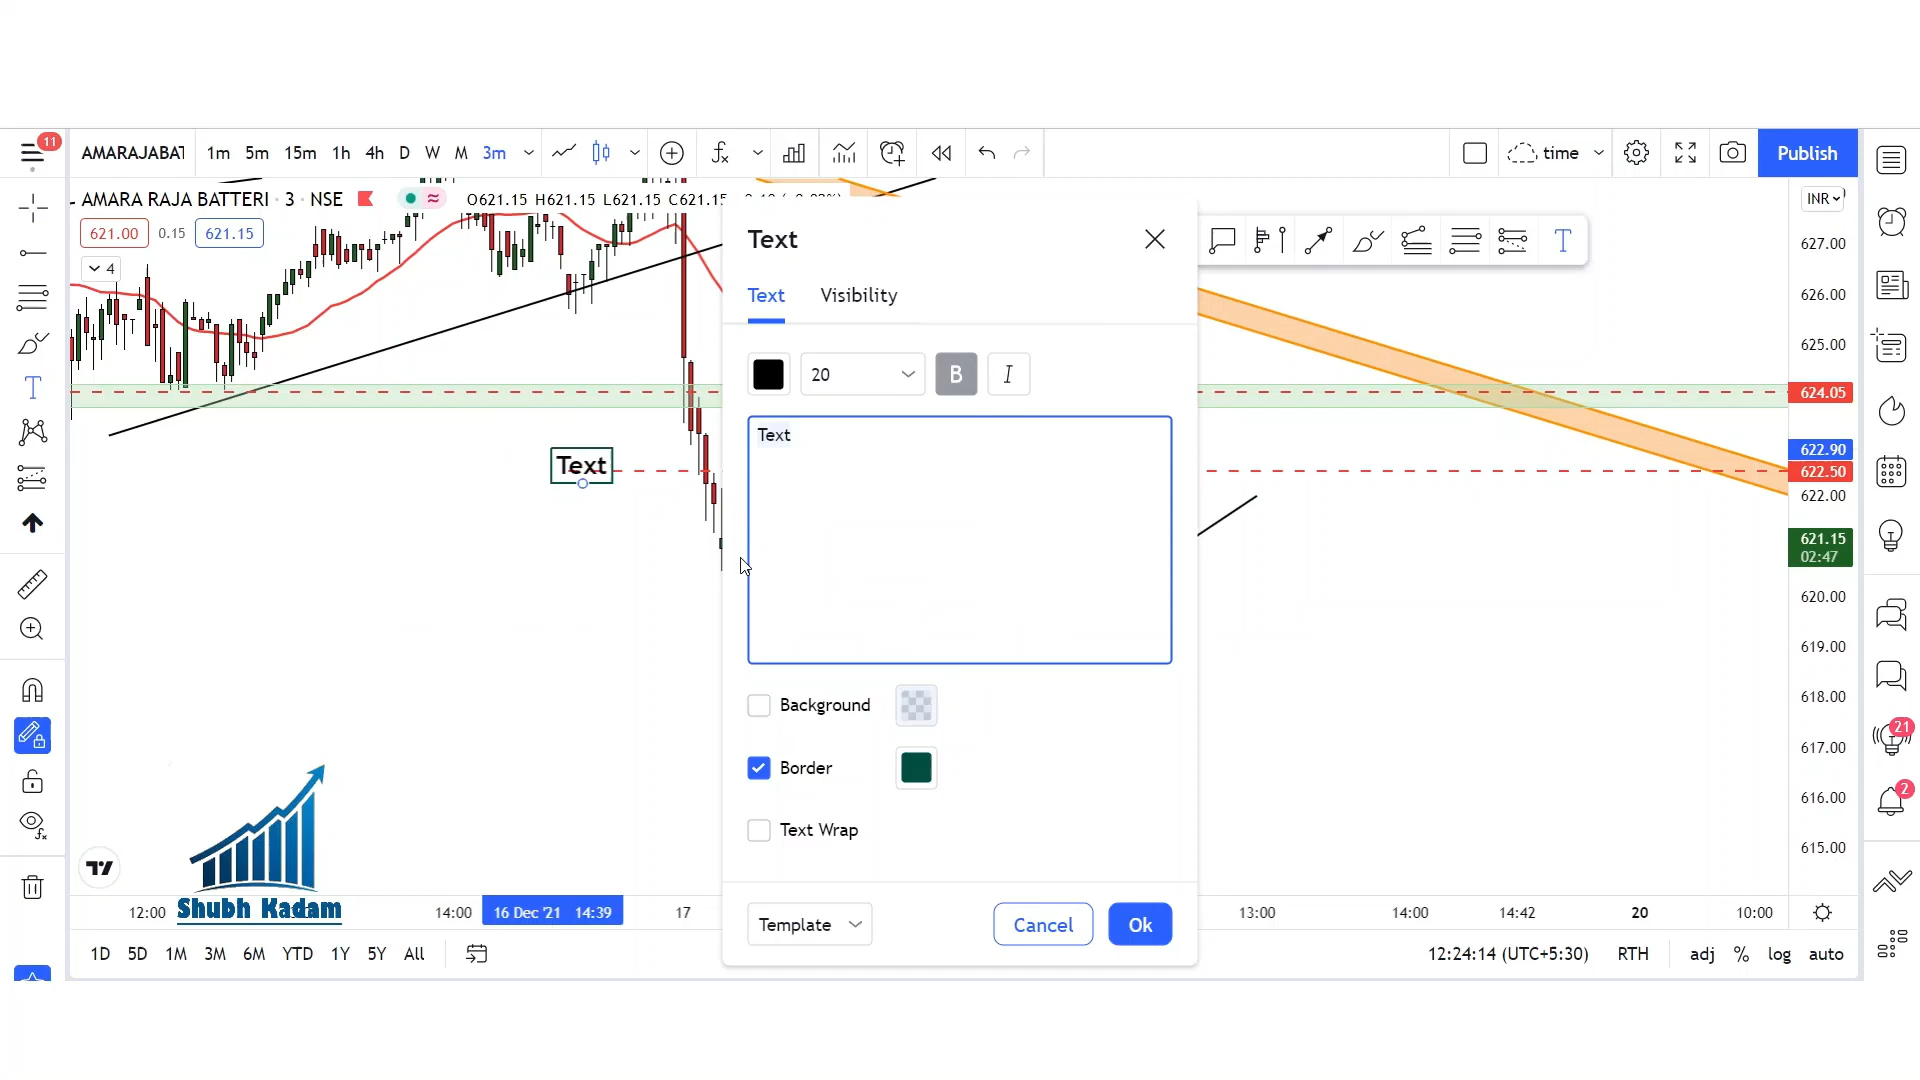 11
AMARAJABAT 1m 5m 15m 1h 4h D W M 3m time Publish
AMARA RAJA BATTERI · 3 · NSE O621.15 H621.15 L621.15 C621.15
621.00 0.15 621.15
4
INR
627.00
626.00
625.00
624.05
622.90
622.50
622.00
621.15
02:47
620.00
619.00
618.00
617.00
616.00
615.00
Text
Text
Text Visibility
20 B I
Text
Background
Border
Text Wrap
Template Cancel Ok
Shubh Kadam
12:00 14:00 16 Dec '21 14:39 17 13:00 14:00 14:42 20 10:00
1D 5D 1M 3M 6M YTD 1Y 5Y All 12:24:14 (UTC+5:30) RTH adj % log auto
21
2